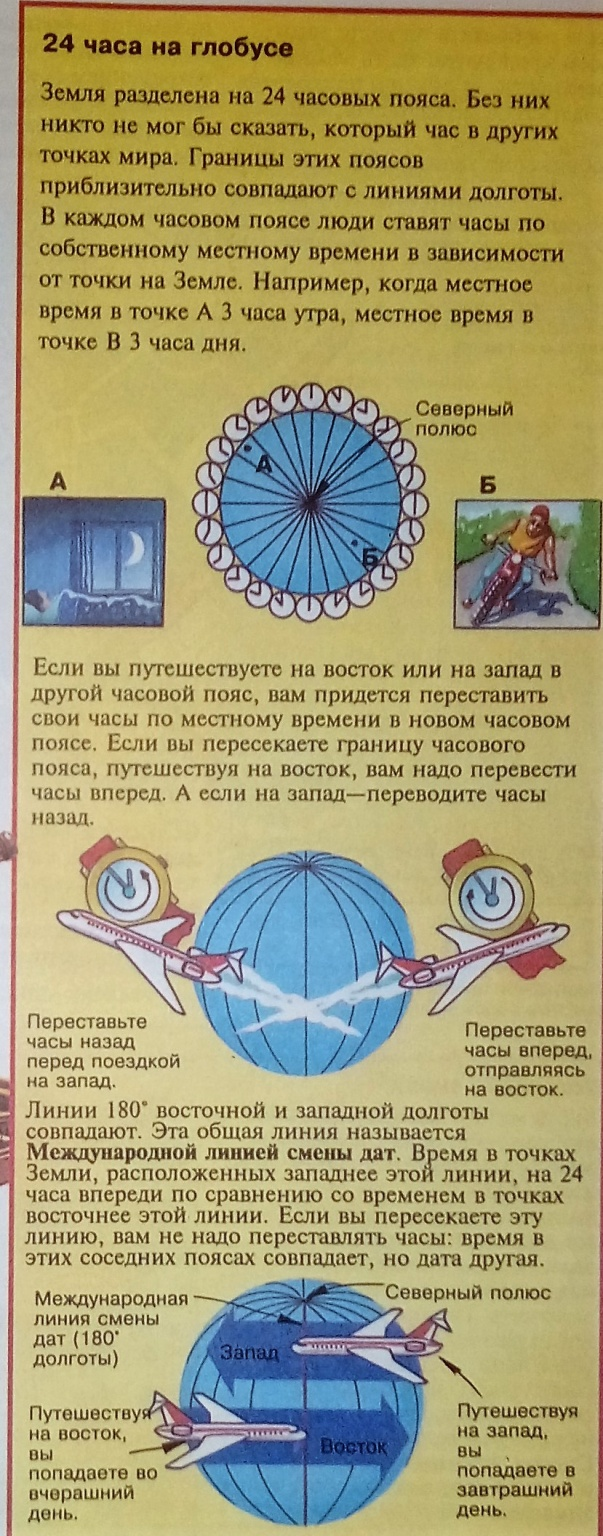 24 часа на глобусе
Земля разделена на 24 часовых пояса. Без них
никто не мог бы сказать, который час в других
точках мира. Границы этих поясов
приблизительно совпадают с линиями долготы.
В каждом часовом поясе люди ставят часы по
собственному местному времени в зависимости
от точки на Земле. Например, когда местное
время в точке А 3 часа утра, местное время в
точке В 3 часа дня.
Северный
полюс
А
Б
А
Б
Если вы путешествуете на восток или на запад в
другой часовой пояс, вам придется переставить
свои часы по местному времени в новом часовом
поясе. Если вы пересекаете границу часового
пояса, путешествуя на восток, вам надо перевести
часы вперед. А если на запад—переводите часы
назад.
Переставьте
часы назад
перед поездкой
на запад.
Переставьте
часы вперед,
отправляясь
на восток.
Линии 180° восточной и западной долготы
совпадают. Эта общая линия называется
Международной линией смены дат. Время в точках
Земли, расположенных западнее этой линии, на 24
часа впереди по сравнению со временем в точках
восточнее этой линии. Если вы пересекаете эту
линию, вам не надо переставлять часы: время в
этих соседних поясах совпадает, но дата другая.
Международная
линия смены
дат (180°
долготы)
Северный полюс
Запад
Восток
Путешествуя
на восток,
вы
попадаете во
вчерашний
день.
Путешествуя
на запад,
вы
попадаете в
завтрашний
день.